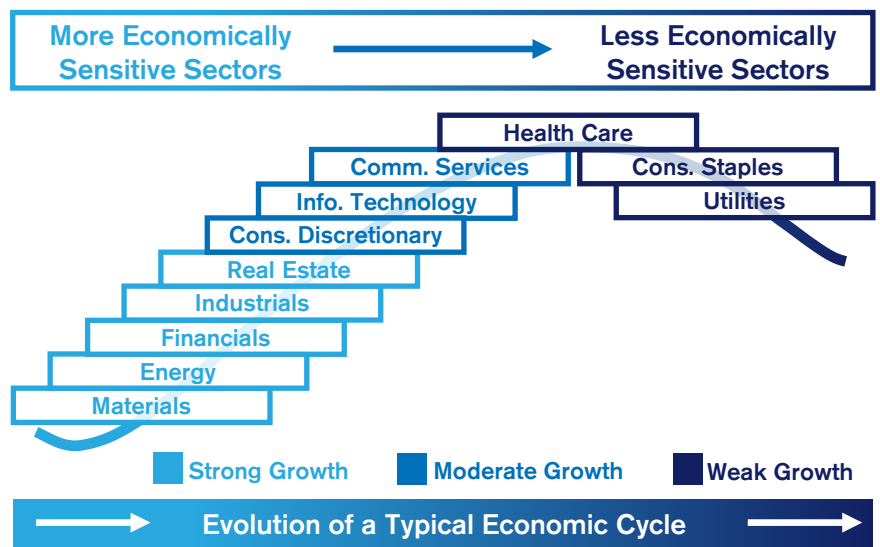 More Economically
Sensitive Sectors
Less Economically
Sensitive Sectors
Health Care
Comm. Services
Cons. Staples
Info. Technology
Utilities
Cons. Discretionary
Real Estate
Industrials
Financials
Energy
Materials
Strong Growth
Moderate Growth
Weak Growth
Evolution of a Typical Economic Cycle